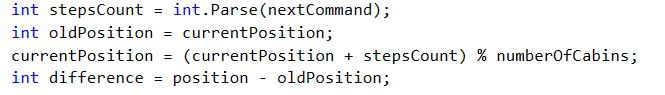 int stepsCount = int.Parse(nextCommand);
int oldPosition = currentPosition;
currentPosition = (currentPosition + stepsCount) % numberOfCabins;
int difference = position - oldPosition;